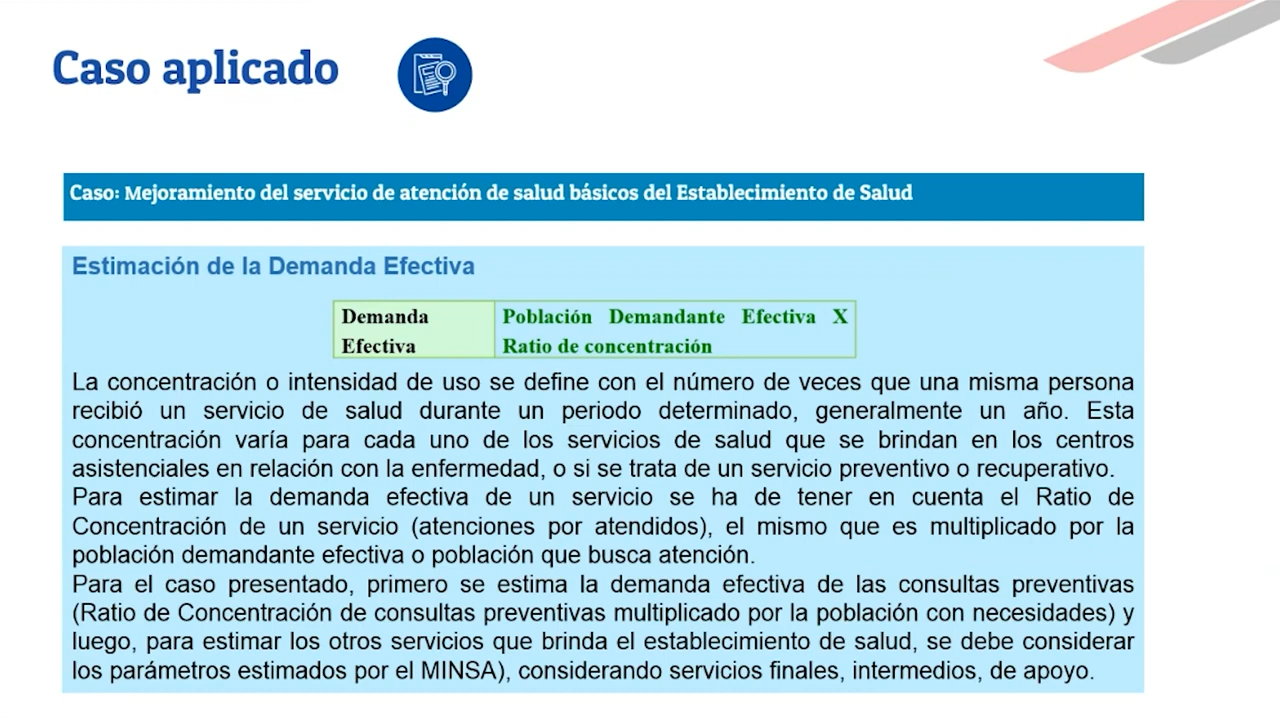 Caso aplicado
Caso: Mejoramiento del servicio de atención de salud básicos del Establecimiento de Salud
Estimación de la Demanda Efectiva
Demanda Efectiva
Población Demandante Efectiva X
Ratio de concentración
La concentración o intensidad de uso se define con el número de veces que una misma persona
recibió un servicio de salud durante un periodo determinado, generalmente un año. Esta
concentración varía para cada uno de los servicios de salud que se brindan en los centros
asistenciales en relación con la enfermedad, o si se trata de un servicio preventivo o recuperativo.
Para estimar la demanda efectiva de un servicio se ha de tener en cuenta el Ratio de
Concentración de un servicio (atenciones por atendidos), el mismo que es multiplicado por la
población demandante efectiva o población que busca atención.
Para el caso presentado, primero se estima la demanda efectiva de las consultas preventivas
(Ratio de Concentración de consultas preventivas multiplicado por la población con necesidades) y
luego, para estimar los otros servicios que brinda el establecimiento de salud, se debe considerar
los parámetros estimados por el MINSA), considerando servicios finales, intermedios, de apoyo.